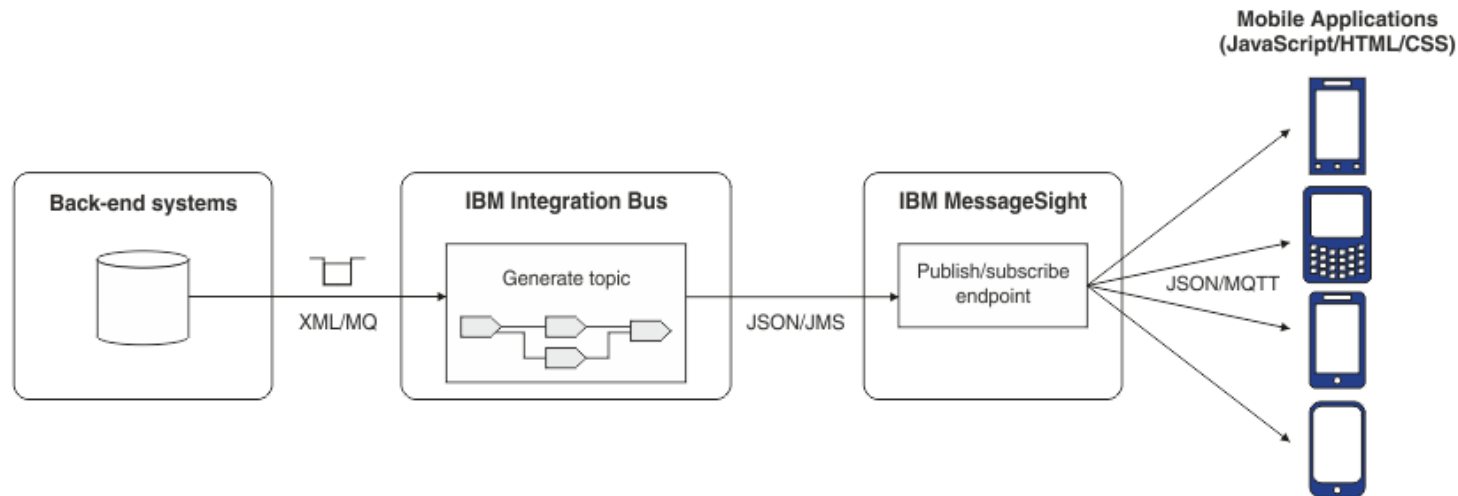 Mobile Applications
(JavaScript/HTML/CSS)
Back-end systems
XML/MQ
IBM Integration Bus
Generate topic
JSON/JMS
IBM MessageSight
Publish/subscribe
endpoint
JSON/MQTT